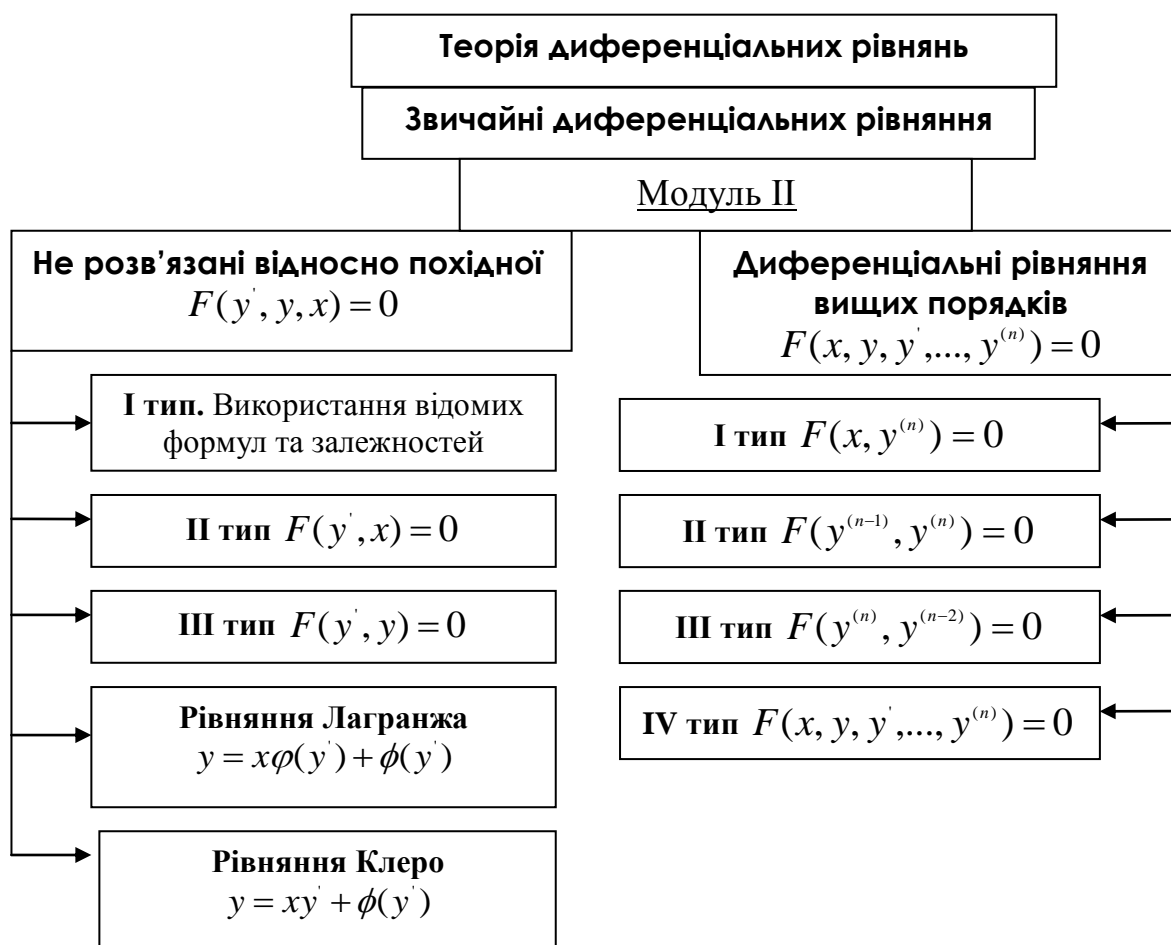 Теорія диференціальних рівнянь
Звичайні диференціальних рівняння
Модуль II
Не розв’язані відносно похідної
F(y', y, x) = 0
I тип. Використання відомих
формул та залежностей
II тип F(y', x) = 0
III тип F(y', y) = 0
Рівняння Лагранжа
y = xφ(y') + ϕ(y')
Рівняння Клеро
y = xy' + ϕ(y')
Диференціальні рівняння
вищих порядків
F(x, y, y',..., y⁽ⁿ⁾) = 0
I тип F(x, y⁽ⁿ⁾) = 0
II тип F(y⁽ⁿ⁻¹⁾, y⁽ⁿ⁾) = 0
III тип F(y⁽ⁿ⁾, y⁽ⁿ⁻²⁾) = 0
IV тип F(x, y, y',..., y⁽ⁿ⁾) = 0